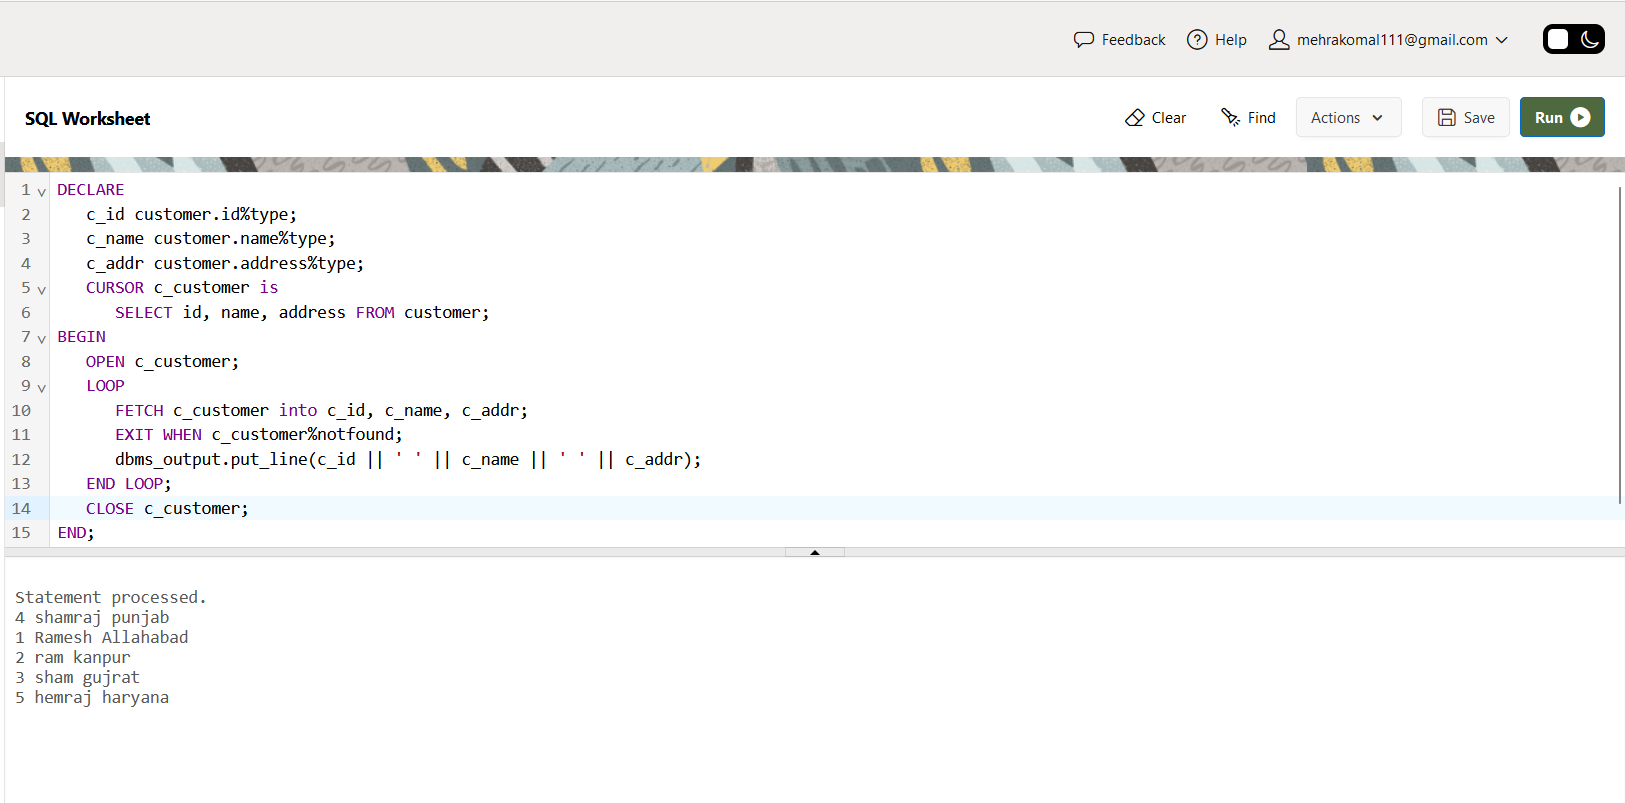 Feedback Help mehrakomal111@gmail.com
SQL Worksheet Clear Find Actions Save Run
1 DECLARE
2    c_id customer.id%type;
3    c_name customer.name%type;
4    c_addr customer.address%type;
5    CURSOR c_customer is
6       SELECT id, name, address FROM customer;
7 BEGIN
8    OPEN c_customer;
9    LOOP
10       FETCH c_customer into c_id, c_name, c_addr;
11       EXIT WHEN c_customer%notfound;
12       dbms_output.put_line(c_id || ' ' || c_name || ' ' || c_addr);
13    END LOOP;
14    CLOSE c_customer;
15 END;
Statement processed.
4 shamraj punjab
1 Ramesh Allahabad
2 ram kanpur
3 sham gujrat
5 hemraj haryana